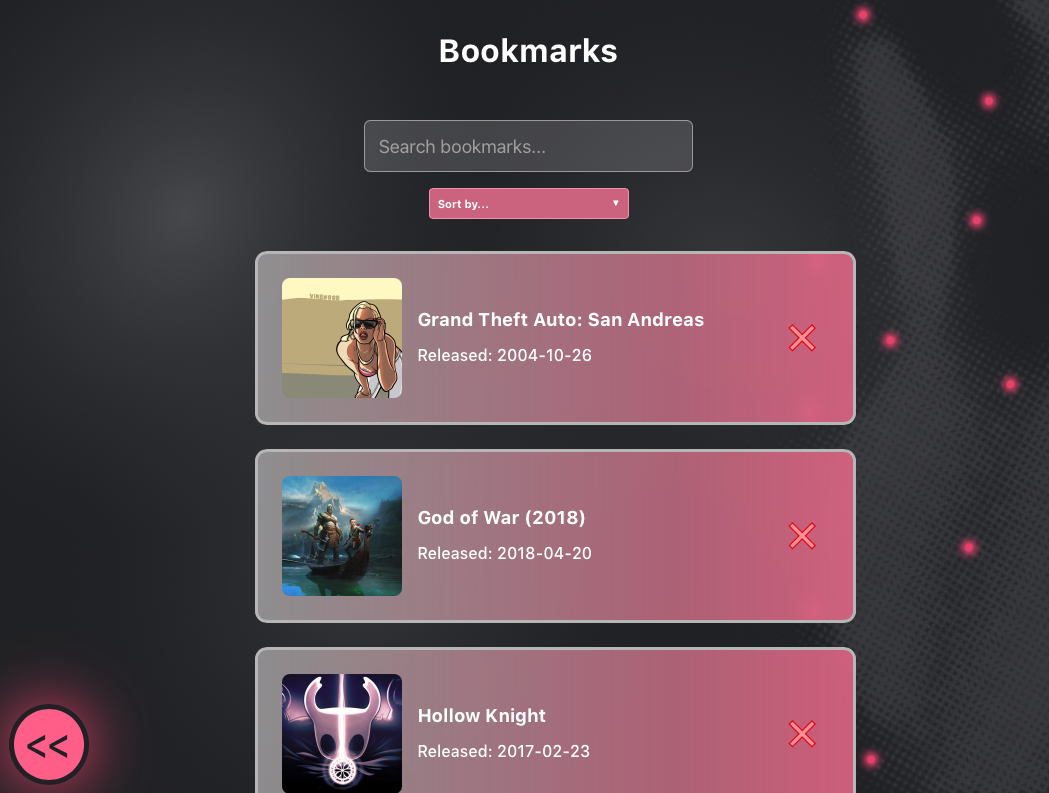 Bookmarks
Search bookmarks...
Sort by...
VINEWOOD
Grand Theft Auto: San Andreas
Released: 2004-10-26
God of War (2018)
Released: 2018-04-20
Hollow Knight
Released: 2017-02-23
<<